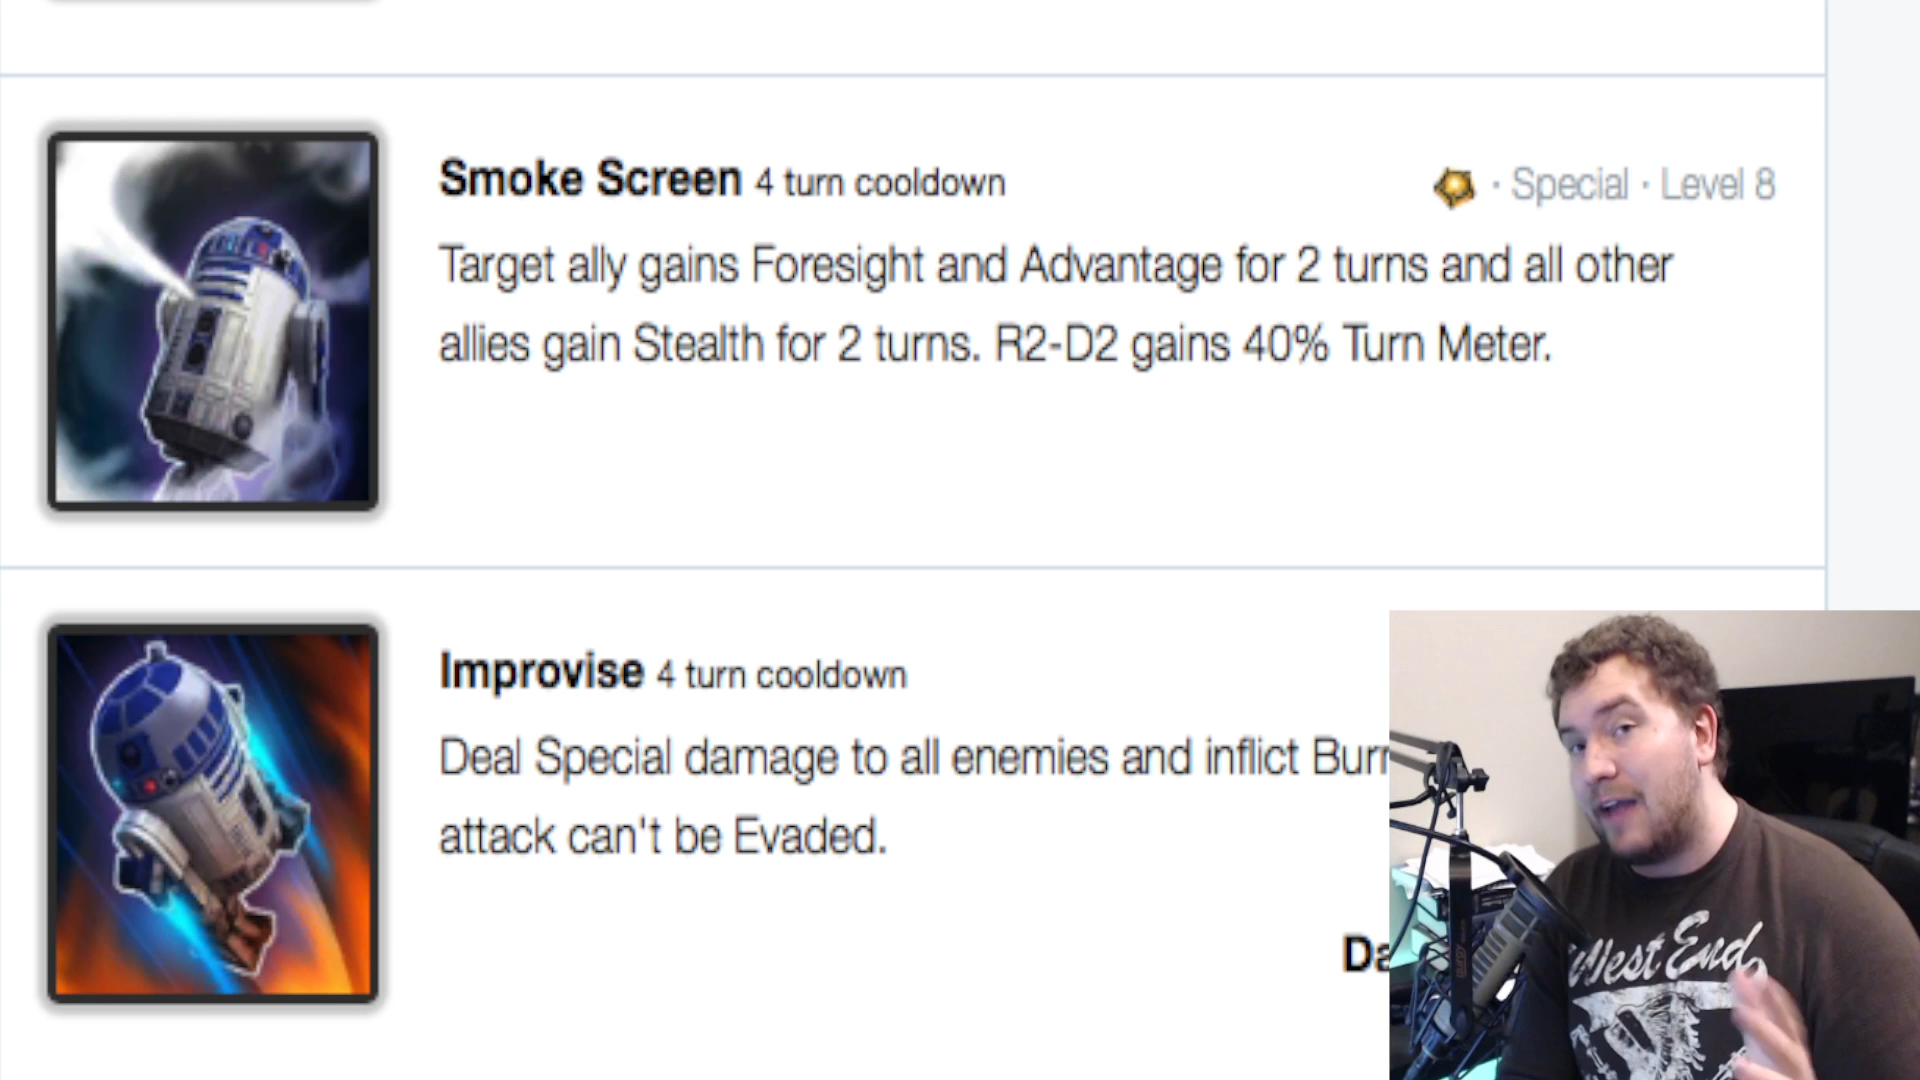 Smoke Screen 4 turn cooldown
· Special · Level 8
Target ally gains Foresight and Advantage for 2 turns and all other
allies gain Stealth for 2 turns. R2-D2 gains 40% Turn Meter.
Improvise 4 turn cooldown
Deal Special damage to all enemies and inflict
attack can't be Evaded.
West End